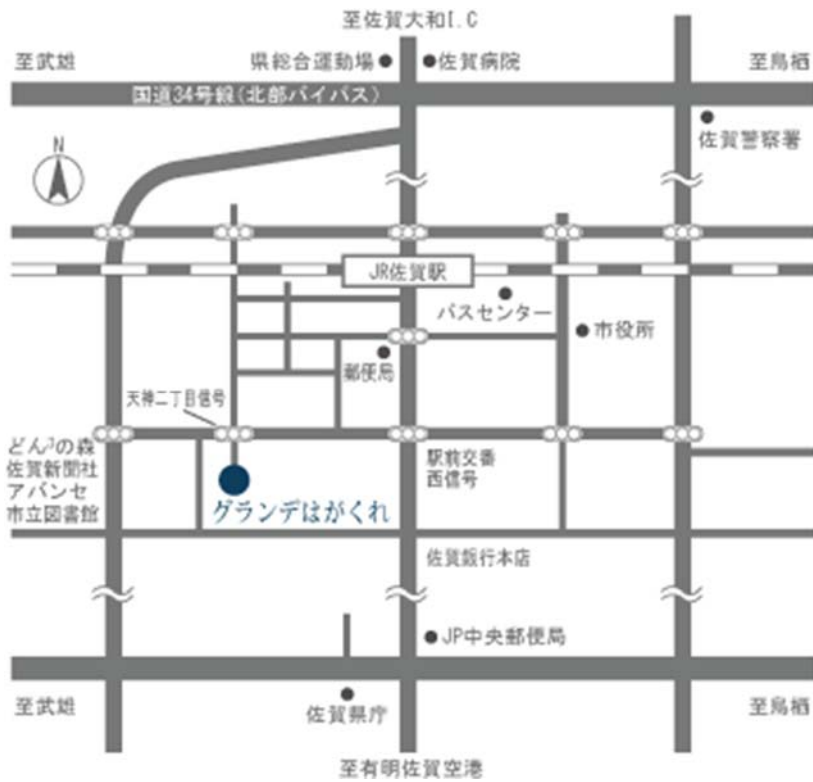 至佐賀大和I.C
至武雄
県総合運動場
佐賀病院
至鳥栖
国道34号線(北部バイパス)
佐賀警察署
N
JR佐賀駅
バスセンター
市役所
郵便局
天神二丁目信号
どん3の森
佐賀新聞社
アバンセ
市立図書館
駅前交番
西信号
グランデはがくれ
佐賀銀行本店
JP中央郵便局
至武雄
佐賀県庁
至鳥栖
至有明佐賀空港